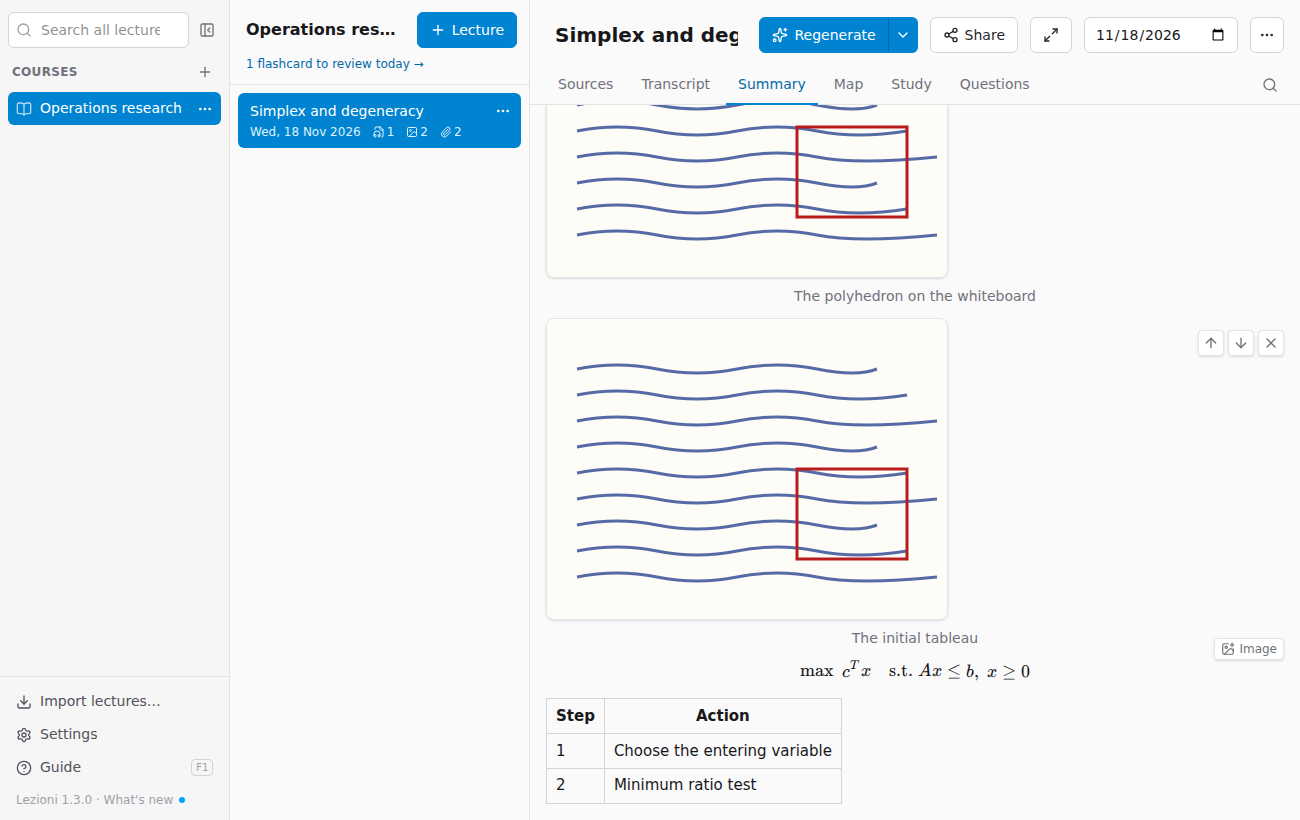 Search all lecture
COURSES
Operations research
Import lectures…
Settings
Guide F1
Lezioni 1.3.0 · What's new
Operations res…
Lecture
1 flashcard to review today →
Simplex and degeneracy
Wed, 18 Nov 2026 1 2 2
Simplex and deg
Regenerate
Share
11/18/2026
Sources Transcript Summary Map Study Questions
The polyhedron on the whiteboard
The initial tableau
Image
max c^T x s.t. Ax ≤ b, x ≥ 0
Step Action
1 Choose the entering variable
2 Minimum ratio test